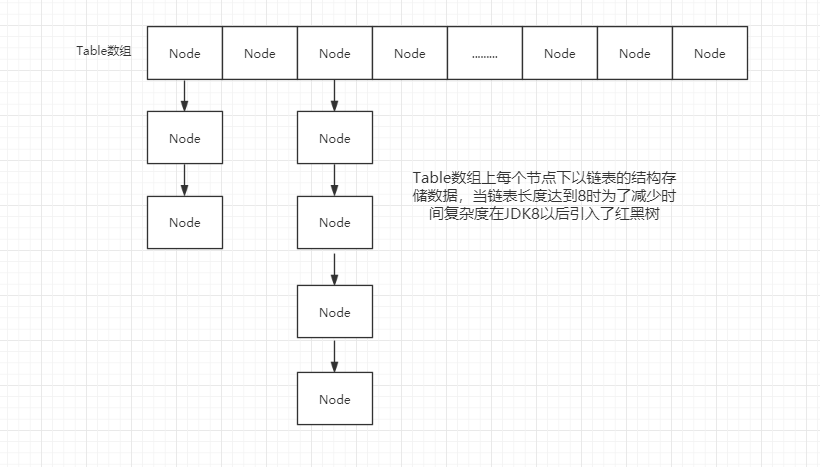 Table数组 Node Node Node Node ......... Node Node Node
Node Node
Node Node
Table数组上每个节点下以链表的结构存
储数据，当链表长度达到8时为了减少时
间复杂度在JDK8以后引入了红黑树
Node
Node